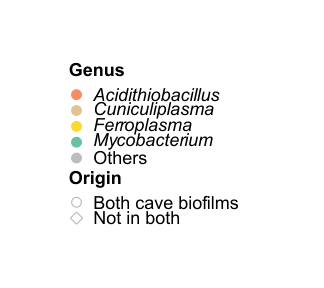 Genus
Acidithiobacillus
Cuniculiplasma
Ferroplasma
Mycobacterium
Others
Origin
Both cave biofilms
Not in both